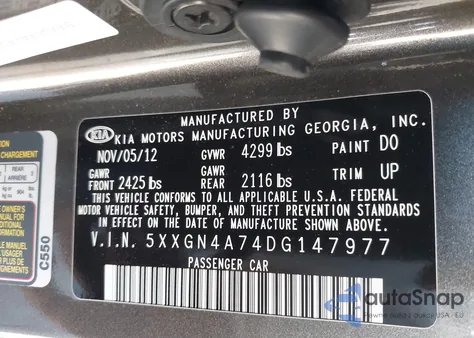 MANUFACTURED BY
KIA KIA MOTORS MANUFACTURING GEORGIA, INC.
NOV/05/12 GVWR 4299 lbs PAINT D0
GAWR FRONT 2425 lbs GAWR REAR 2116 lbs TRIM UP
THIS VEHICLE CONFORMS TO ALL APPLICABLE U.S.A. FEDERAL
MOTOR VEHICLE SAFETY, BUMPER, AND THEFT PREVENTION STANDARDS
IN EFFECT ON THE DATE OF MANUFACTURE SHOWN ABOVE.
V.I.N. 5XXGN4A74DG147977
PASSENGER CAR
CHARGEMENT
REAR
C550
autoSnap